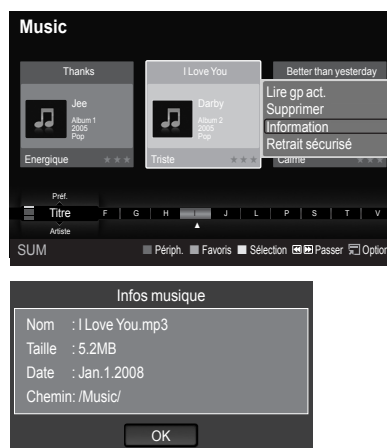 Music
Thanks
I Love You
Better than yesterday
Jee
Album 1
2005
Pop
Darby
Album 2
2005
Pop
Lire gp act.
Supprimer
Information
Retrait sécurisé
Energique
Triste
Calme
Préf.
Titre
F | G | H | I | J | L | P | S | T | V
Artiste
SUM
Périph. Favoris Sélection Passer Option
Infos musique
Nom : I Love You.mp3
Taille : 5.2MB
Date : Jan.1.2008
Chemin: /Music/
OK